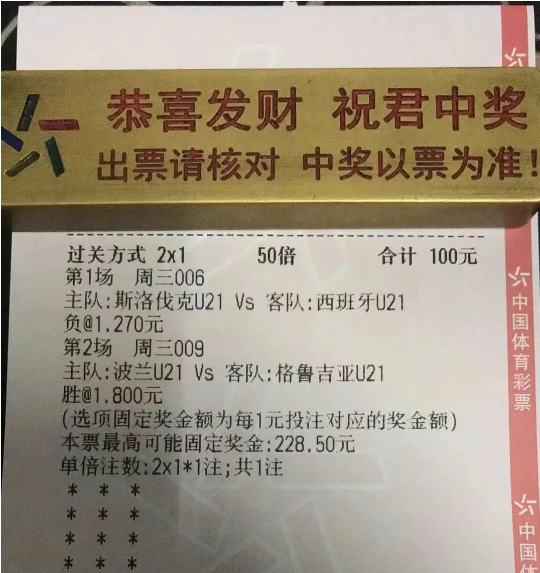 恭喜发财 祝君中奖
出票请核对 中奖以票为准!
过关方式 2x1 50倍 合计 100元
第1场 周三006
主队:斯洛伐克U21 Vs 客队:西班牙U21
负@1.270元
第2场 周三009
主队:波兰U21 Vs 客队:格鲁吉亚U21
胜@1.800元
(选项固定奖金额为每1元投注对应的奖金额)
本票最高可能固定奖金:228.50元
单倍注数:2x1*1注;共1注
* * *
* * *
* * *
* * *
中国体育彩票
中国体